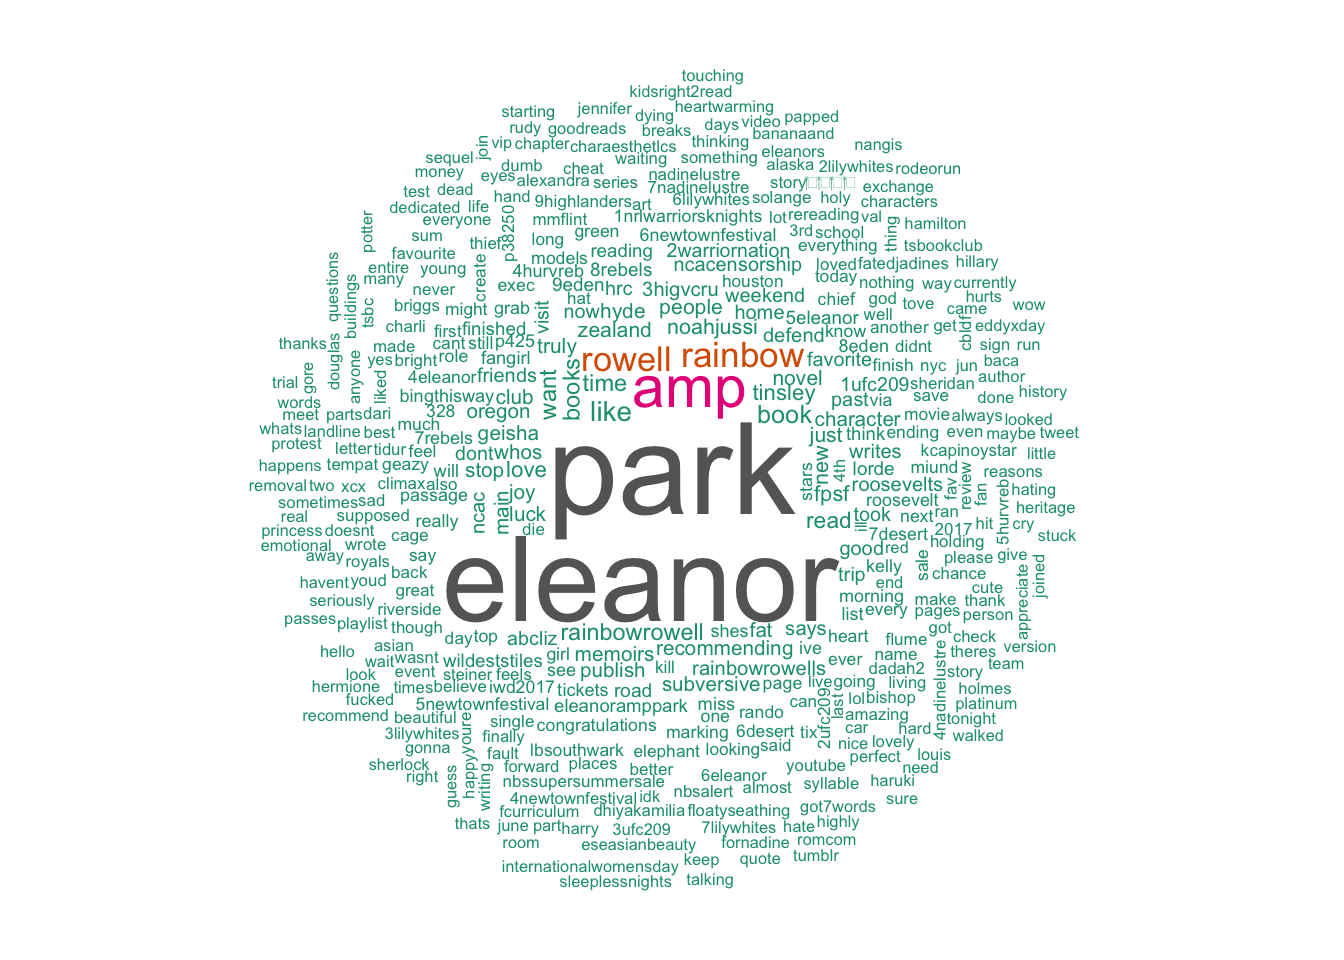 touching
kidsright2read
starting jennifer dying heartwarming
rudy goodreads breaks days video papped
join vip chapter charaesthetlcs thinking bananaand nangis
sequel dumb cheat waiting something eleanors
money eyes alexandra series nadinelustre alaska 2lilywhites rodeorun
test dead hand 9highlanders art 7nadinelustre 6lilywhites story exchange
dedicated life mmflint 1nrlwarriorsknights solange holy characters
potter everyone p38250 green lot rereading val hamilton
sum thief long 6newtownfestival 3rd school thing
favourite models reading 2warriornation everything tsbookclub
questions entire young create 4hurvreb 8rebels ncacensorship loved fatedjadines hillary
many never exec 9eden hrc 3higvcru houston today nothing way currently
buildings tsbc briggs might grab hat nowhyde people weekend chief god tove came hurts wow
charli first finished visit zealand noahjussi home 5eleanor well another get cbldf eddyxday
thanks made cant still p425 truly defend know 8eden didnt sign run
douglas anyone yes bright role fangirl rowell rainbow favorite finish nyc jun baca
trial gore liked 4eleanor friends want books time amp novel 1ufc209 sheridan author
words bingthisway club tinsley past via save done history
meet parts dari 328 oregon like book character movie always looked
whats landline best much 7rebels geisha just think ending even maybe tweet
protest letter tidur feel dont whos park new 4th writes kcapinoystar little
happens tempat geazy will stop love stars lorde miund fav review reasons
removal two xcx climax also joy fpsf roosevelts fan hating
sometimes sad passage ncac main luck read roosevelt 5hurvreb heritage
real supposed really die ill took next ran 2017 hit cry
princess doesnt cage eleanor 7desert holding stuck
emotional wrote say good red sale please give
away royals back trip kelly chance appreciate joined
havent youd great end cute
seriously riverside morning make thank
passes playlist though list every pages person
asian day top abcliz rainbowrowell shes fat says heart flume got check version
hello wait wasnt wildeststiles girl memoirs recommending ive name theres
look event steiner feels see publish kill rainbowrowells ever dadah2 4nadinelustre story team
hermione times believe iwd2017 tickets road subversive page live going living holmes
fucked 5newtownfestival eleanoramppark miss can 2ufc209 last lol bishop platinum
recommend beautiful single congratulations one rando amazing tonight
3lilywhites happy youre finally marking 6desert tix car hard walked
gonna fault lbsouthwark elephant looking said nice lovely
sherlock forward places better youtube perfect louis
right guess writing nbssupersummersale 6eleanor syllable haruki need
4newtownfestival idk nbsalert almost
fcurriculum dhiyakamilia floatyseathing got7words sure
thats june part harry 3ufc209 7lilywhites hate highly
room eseasianbeauty fornadine romcom
internationalwomensday keep quote tumblr
sleeplessnights talking